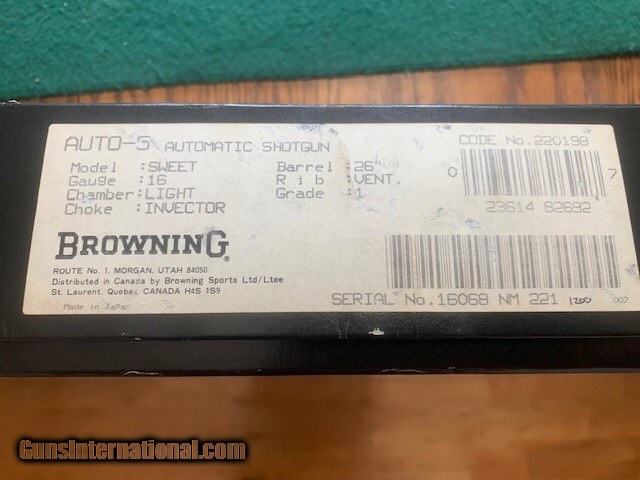 AUTO-5 AUTOMATIC SHOTGUN
CODE No. 220198
Model :SWEET
Barrel :26
Gauge :16
Rib :VENT.
Chamber:LIGHT
Grade :1
Choke :INVECTOR
0 7
23614 82692
BROWNING®
ROUTE No. 1, MORGAN, UTAH 84050
Distributed in Canada by Browning Sports Ltd/Ltee
St. Laurent, Quebec CANADA H4S 1S9
Made in Japan
SERIAL No. 16068 NM 221 1200 007
GunsInternational.com